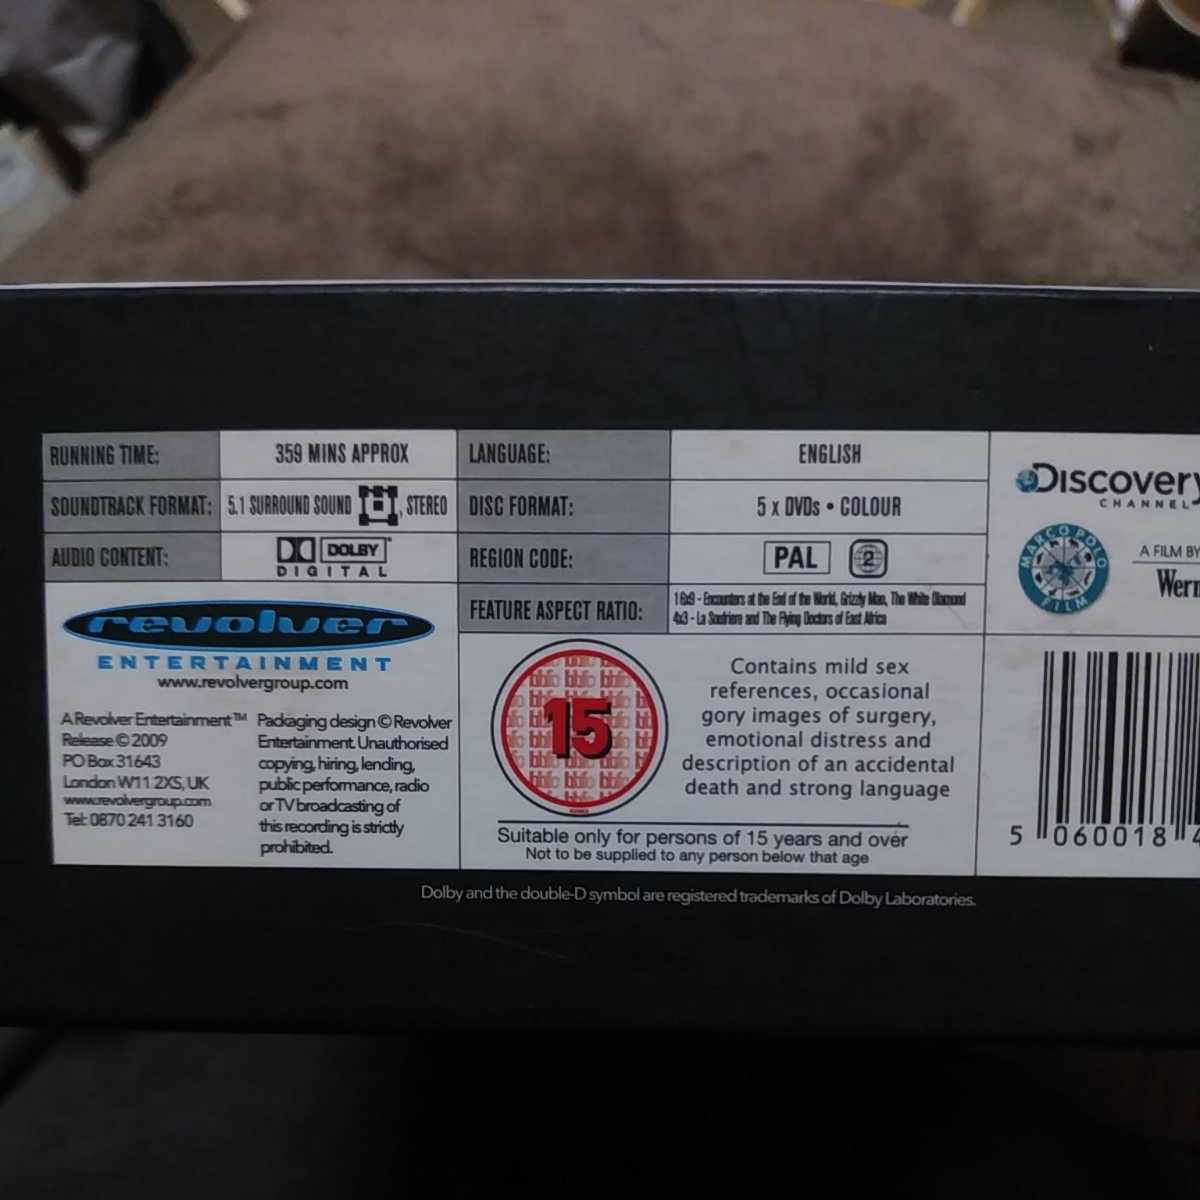 RUNNING TIME: 359 MINS APPROX
SOUNDTRACK FORMAT: 5.1 SURROUND SOUND, STEREO
AUDIO CONTENT: DOLBY
DIGITAL
LANGUAGE: ENGLISH
DISC FORMAT: 5 x DVDs • COLOUR
REGION CODE: PAL 2
FEATURE ASPECT RATIO: 16x9 - Encounters at the End of the World, Grizzly Man, The White Diamond
4x3 - La Soufriere and The Flying Doctors of East Africa
revolver
ENTERTAINMENT
www.revolvergroup.com
A Revolver Entertainment™
Release © 2009
PO Box 31643
London W11 2XS, UK
www.revolvergroup.com
Tel: 0870 241 3160
Packaging design © Revolver
Entertainment. Unauthorised
copying, hiring, lending,
public performance, radio
or TV broadcasting of
this recording is strictly
prohibited.
15
Contains mild sex
references, occasional
gory images of surgery,
emotional distress and
description of an accidental
death and strong language
Suitable only for persons of 15 years and over
Not to be supplied to any person below that age
DISCOVERY
CHANNEL
MARCO POLO
FILM
A FILM BY
Wern
5 060018 4
Dolby and the double-D symbol are registered trademarks of Dolby Laboratories.